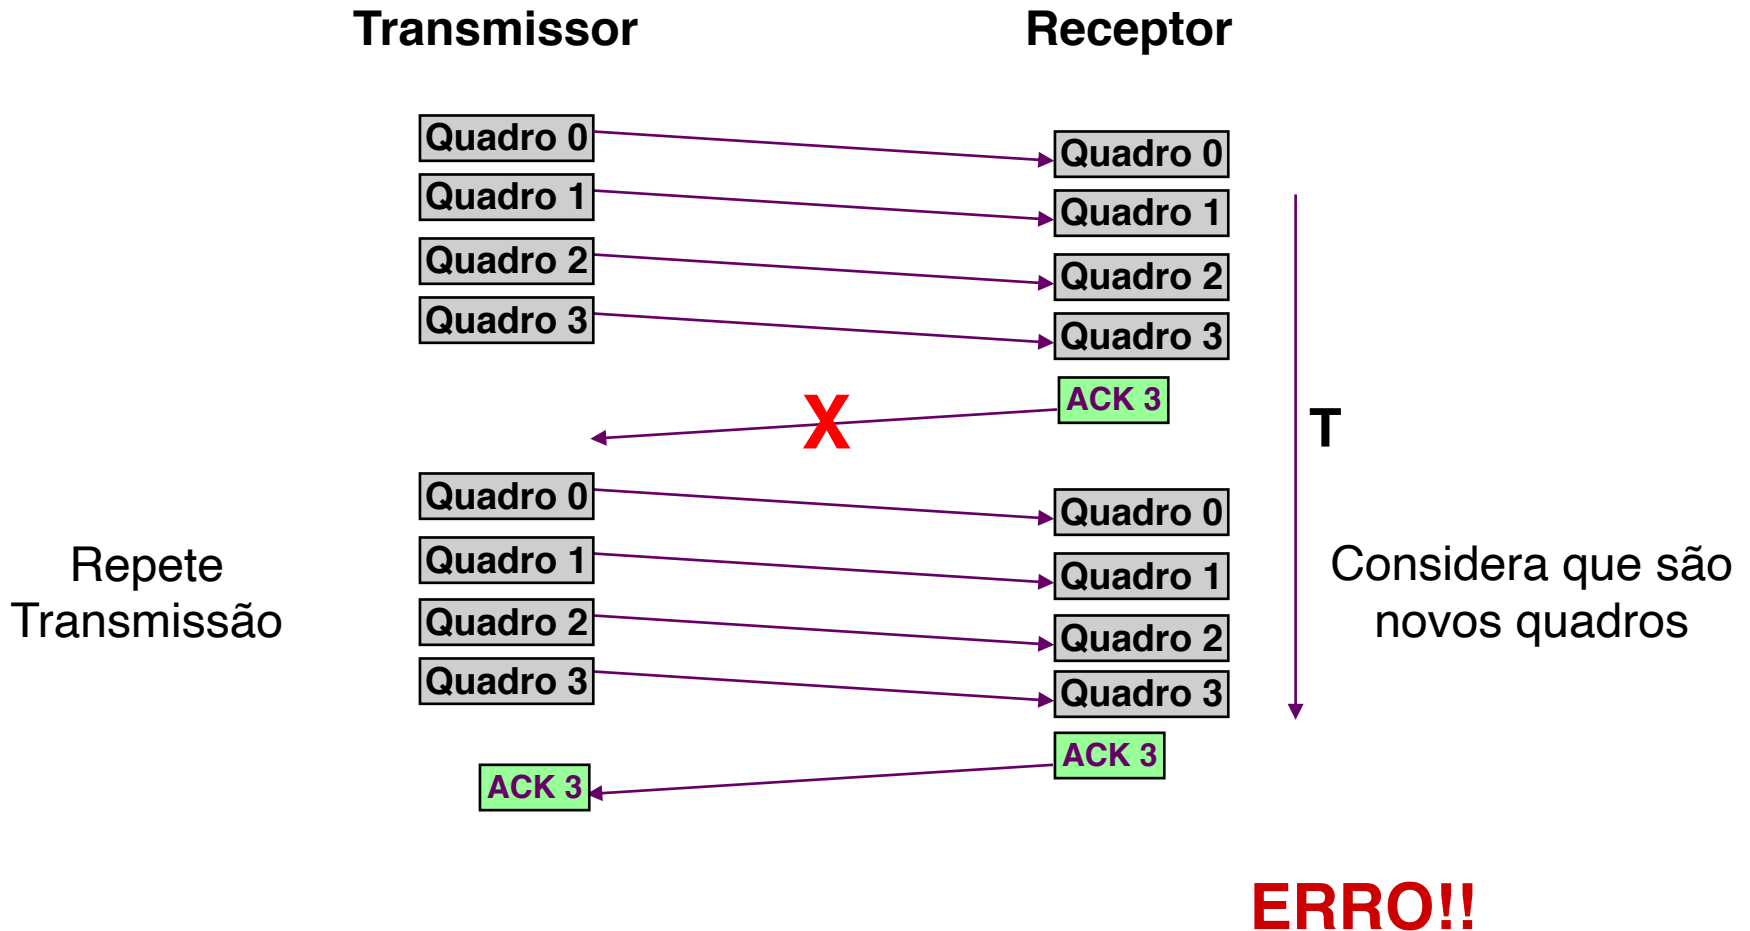 Transmissor Receptor
Quadro 0 Quadro 0
Quadro 1 Quadro 1
Quadro 2 Quadro 2
Quadro 3 Quadro 3
ACK 3
X
T
Quadro 0 Quadro 0
Quadro 1 Quadro 1
Quadro 2 Quadro 2
Quadro 3 Quadro 3
Repete
Transmissão
Considera que são
novos quadros
ACK 3
ACK 3
ERRO!!